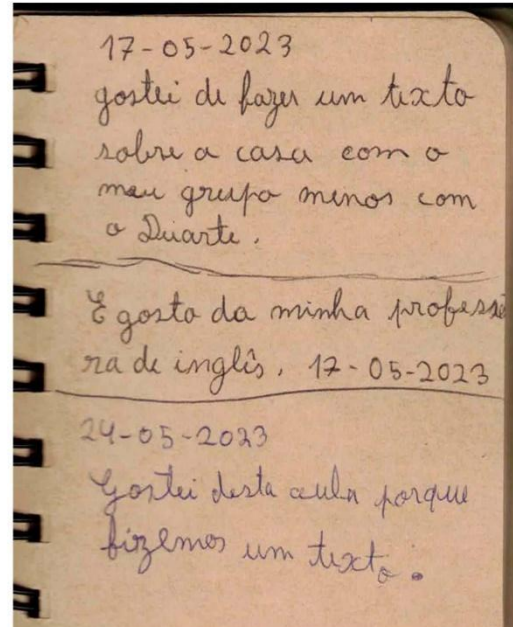 17-05-2023
gostei de fazer um texto
sobre a casa com o
meu grupo menos com
o Duarte.
E gosto da minha professo
ra de inglês. 17-05-2023
24-05-2023
Gostei desta aula porque
fizemos um texto.